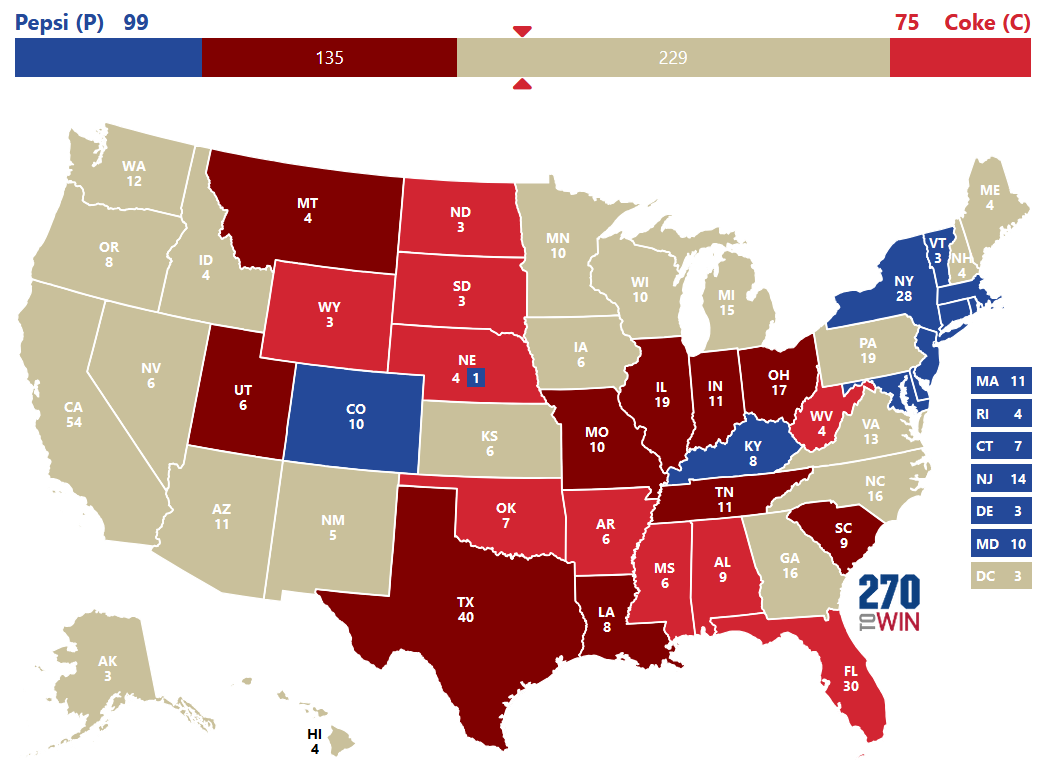 Pepsi (P) 99
75 Coke (C)
135
229
WA
12
OR
8
CA
54
NV
6
ID
4
MT
4
WY
3
UT
6
CO
10
AZ
11
NM
5
ND
3
SD
3
NE
4 1
KS
6
OK
7
TX
40
MN
10
IA
6
MO
10
AR
6
LA
8
WI
10
IL
19
MI
15
IN
11
OH
17
KY
8
TN
11
MS
6
AL
9
GA
16
FL
30
SC
9
NC
16
VA
13
WV
4
PA
19
NY
28
VT
3
NH
4
ME
4
MA 11
RI 4
CT 7
NJ 14
DE 3
MD 10
DC 3
AK
3
HI
4
270
TO WIN